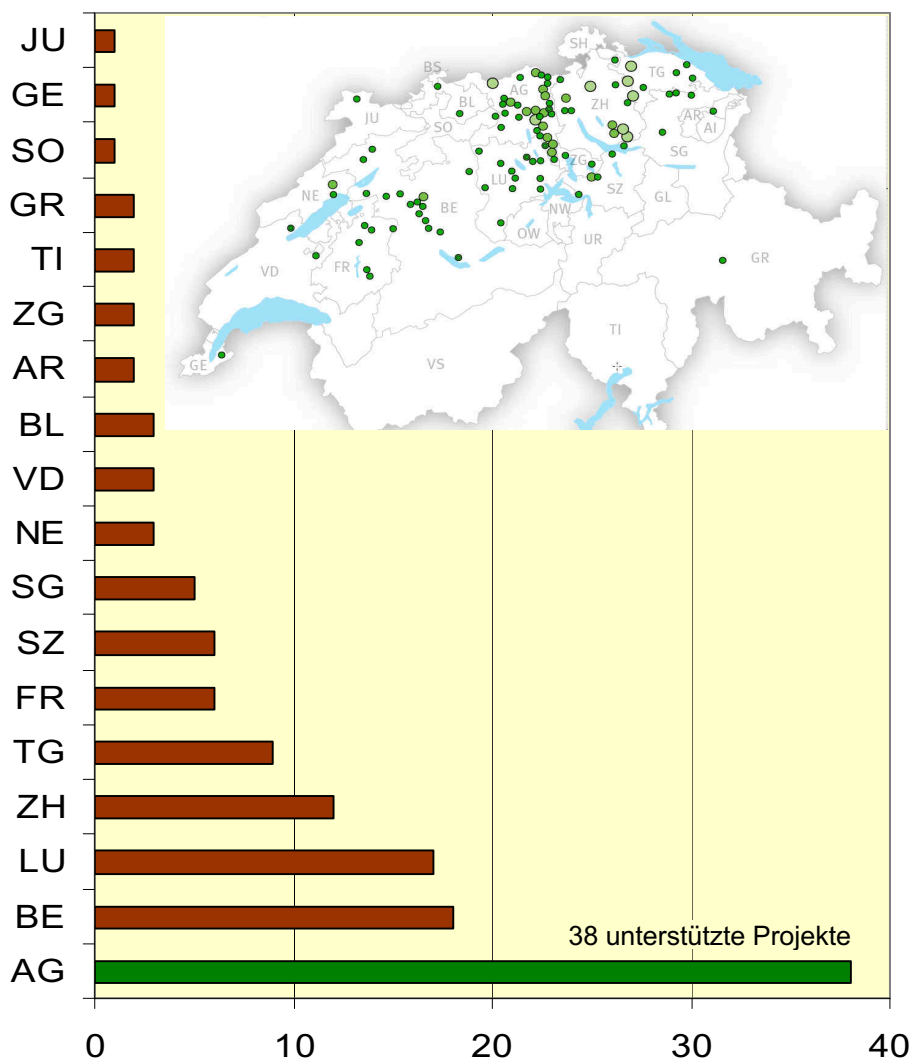 JU
GE
SO
GR
TI
ZG
AR
BL
VD
NE
SG
SZ
FR
TG
ZH
LU
BE
AG
38 unterstützte Projekte
0 10 20 30 40
SH
BS
TG
AG
BL
ZH
JU
AR
SO
AI
SG
ZG
LU
NE
SZ
BE
NW
GL
OW
UR
GR
VD
FR
TI
GE
VS